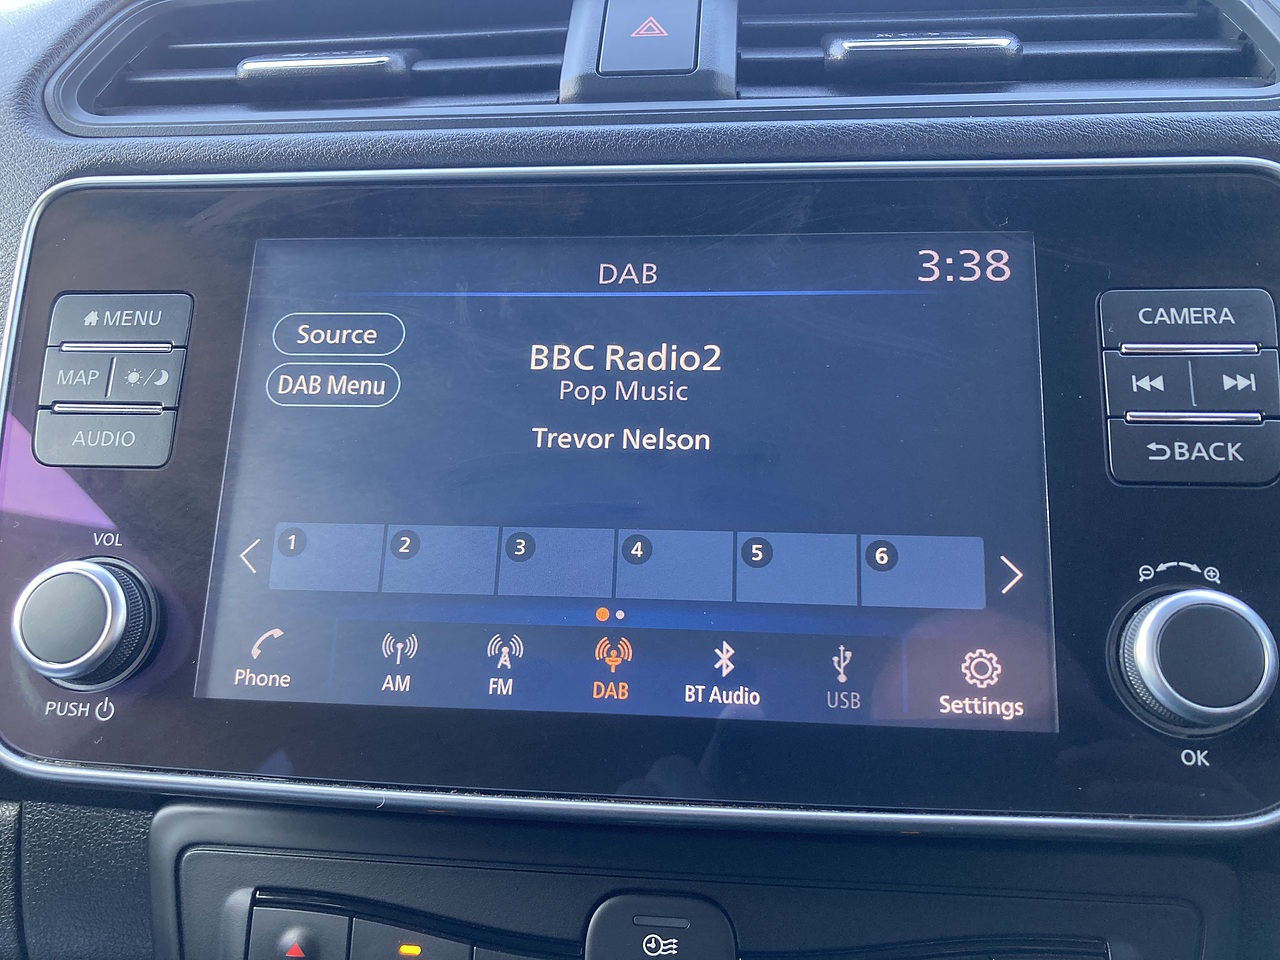 DAB
3:38
MENU
MAP
AUDIO
VOL
PUSH
Source
DAB Menu
BBC Radio2
Pop Music
Trevor Nelson
1 2 3 4 5 6
Phone
AM
FM
DAB
BT Audio
USB
Settings
CAMERA
BACK
OK